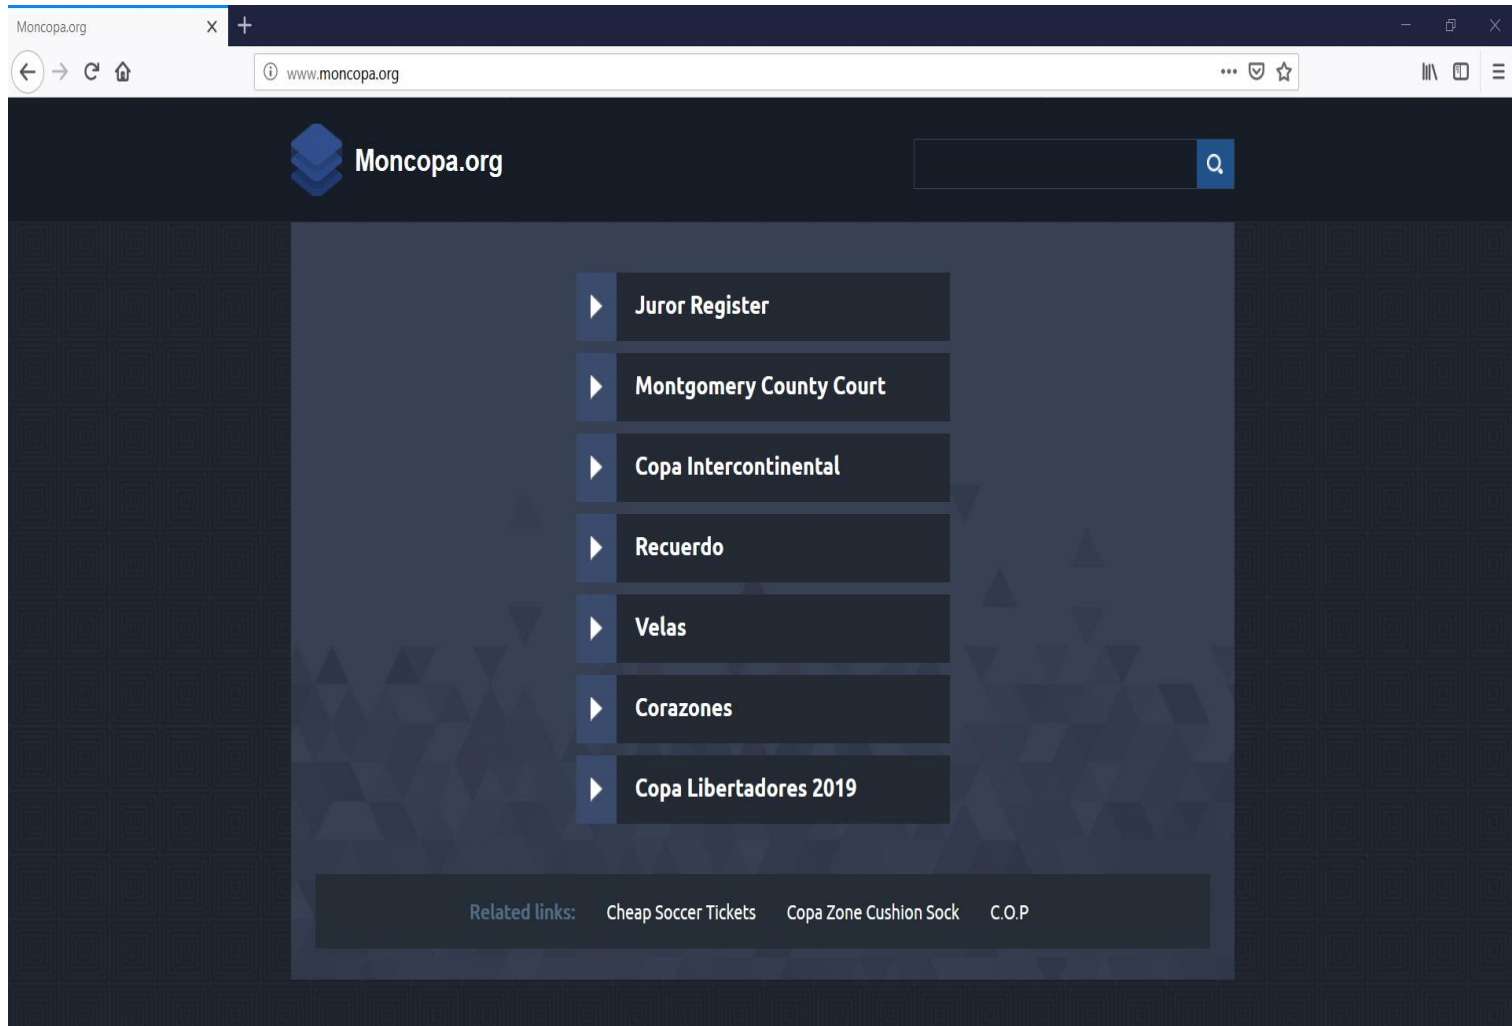 Moncopa.org
www.moncopa.org
Moncopa.org
Juror Register
Montgomery County Court
Copa Intercontinental
Recuerdo
Velas
Corazones
Copa Libertadores 2019
Related links: Cheap Soccer Tickets Copa Zone Cushion Sock C.O.P